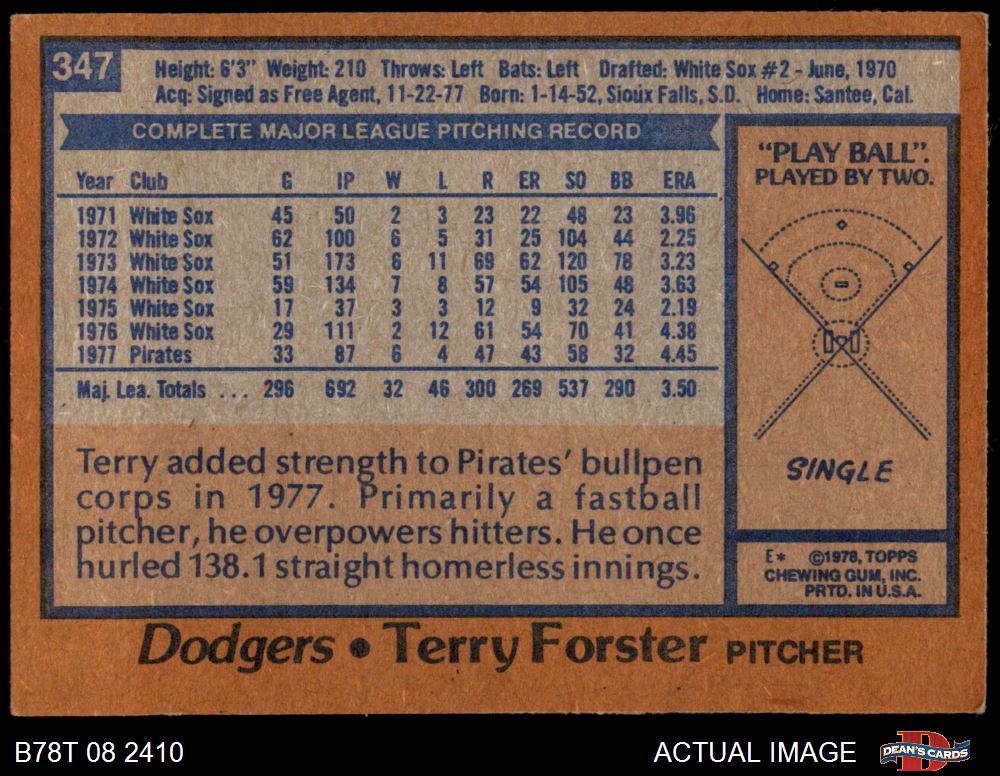 347
Height: 6'3" Weight: 210 Throws: Left Bats: Left Drafted: White Sox #2 - June, 1970
Acq: Signed as Free Agent, 11-22-77 Born: 1-14-52, Sioux Falls, S.D. Home: Santee, Cal.
COMPLETE MAJOR LEAGUE PITCHING RECORD
Year Club G IP W L R ER SO BB ERA
1971 White Sox 45 50 2 3 23 22 48 23 3.96
1972 White Sox 62 100 6 5 31 25 104 44 2.25
1973 White Sox 51 173 6 11 69 62 120 78 3.23
1974 White Sox 59 134 7 8 57 54 105 48 3.63
1975 White Sox 17 37 3 3 12 9 32 24 2.19
1976 White Sox 29 111 2 12 61 54 70 41 4.38
1977 Pirates 33 87 6 4 47 43 58 32 4.45
Maj. Lea. Totals ... 296 692 32 46 300 269 537 290 3.50
Terry added strength to Pirates' bullpen
corps in 1977. Primarily a fastball
pitcher, he overpowers hitters. He once
hurled 138.1 straight homerless innings.
"PLAY BALL".
PLAYED BY TWO.
SINGLE
E* ©1978, TOPPS
CHEWING GUM, INC.
PRTD. IN U.S.A.
Dodgers • Terry Forster PITCHER
B78T 08 2410
ACTUAL IMAGE
DEAN'S CARDS